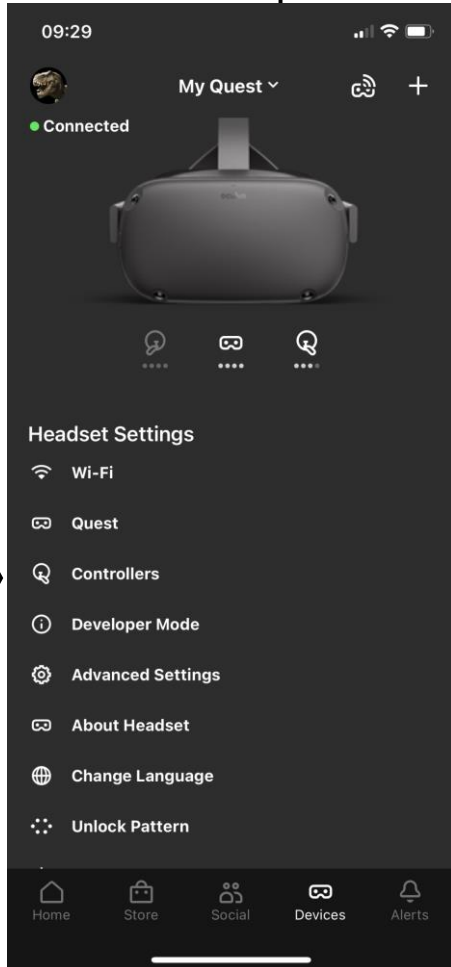 09:29
My Quest
Connected
oculus
Headset Settings
Wi-Fi
Quest
Controllers
Developer Mode
Advanced Settings
About Headset
Change Language
Unlock Pattern
Home Store Social Devices Alerts